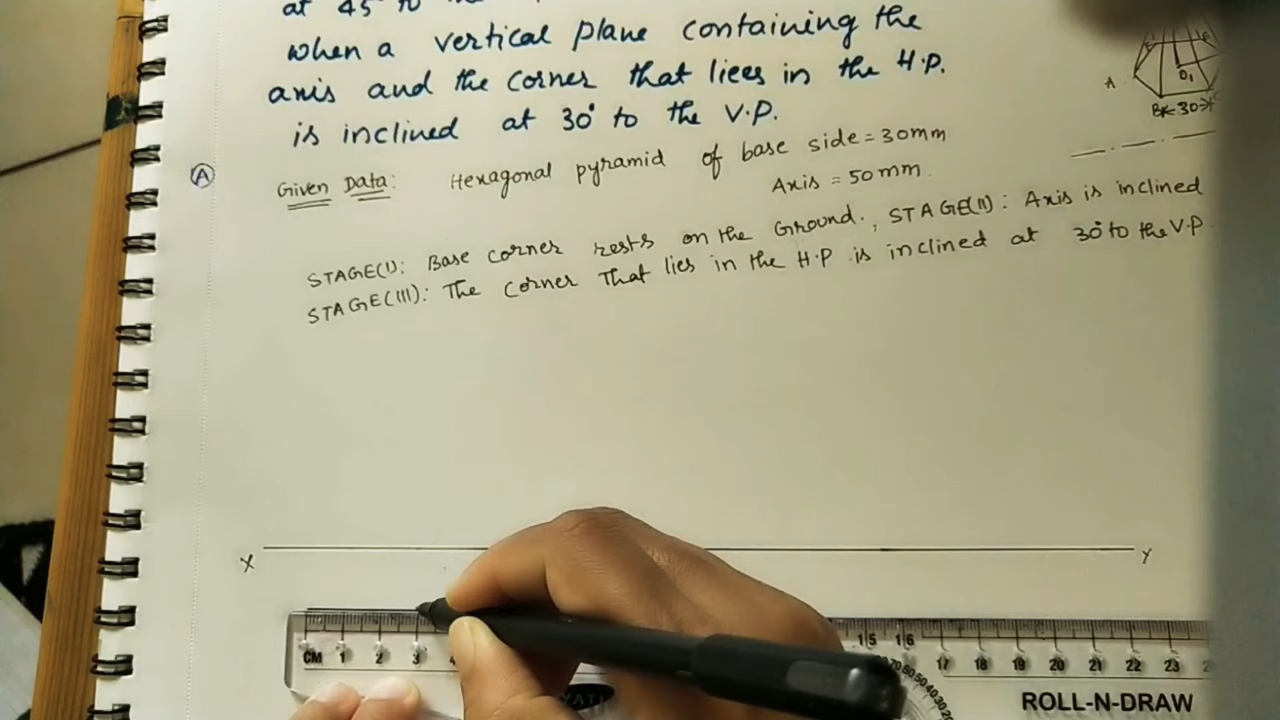 at 45° to
when a vertical plane containing the
axis and the corner that liees in the H.P.
is inclined at 30° to the V.P.
A Given Data: Hexagonal pyramid of base side = 30mm
Axis = 50mm.
STAGE(I): Base corner rests on the Ground., STAGE(II): Axis is inclined
STAGE(III): The corner That lies in the H.P is inclined at 30° to the V.P
A
O1
B
30
X
Y
CM 1 2 3 15 16 17 18 19 20 21 22 23
ROLL-N-DRAW